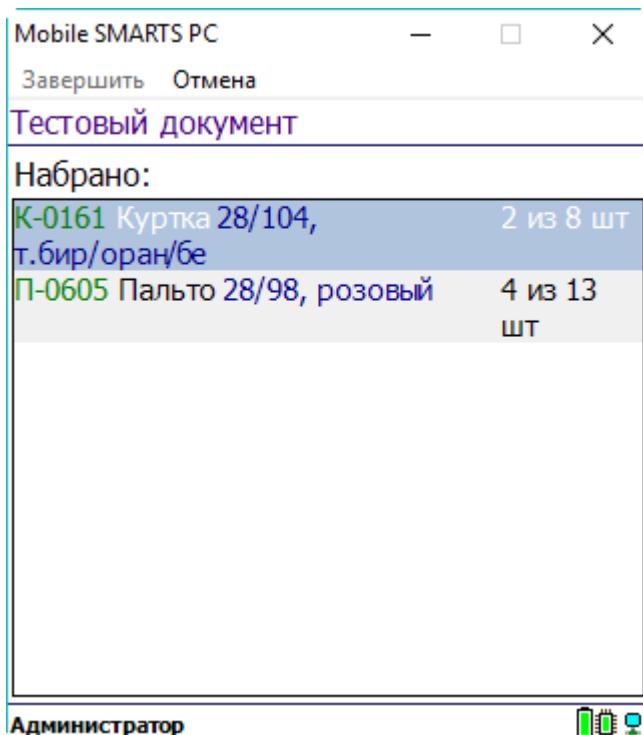 Mobile SMARTS PC
Завершить Отмена
Тестовый документ
Набрано:
К-0161 Куртка 28/104, 2 из 8 шт
т.бир/оран/бе
П-0605 Пальто 28/98, розовый 4 из 13
шт
Администратор